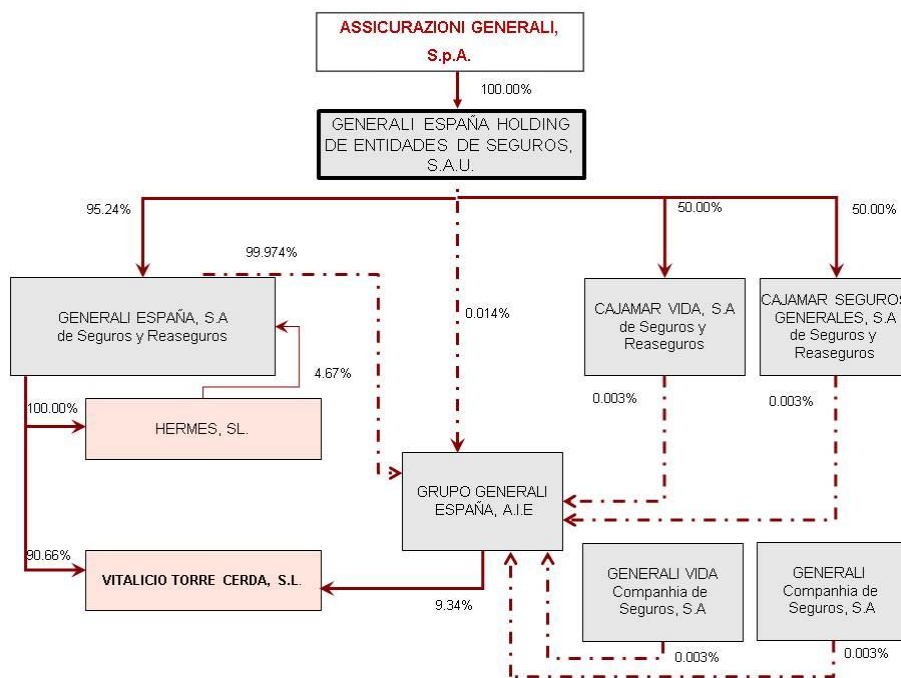 ASSICURAZIONI GENERALI,
S.p.A.
100.00%
GENERALI ESPAÑA HOLDING
DE ENTIDADES DE SEGUROS,
S.A.U.
95.24%
50.00%
50.00%
99.974%
0.014%
GENERALI ESPAÑA, S.A
de Seguros y Reaseguros
CAJAMAR VIDA, S.A
de Seguros y
Reaseguros
CAJAMAR SEGUROS
GENERALES, S.A
de Seguros y
Reaseguros
4.67%
0.003%
0.003%
100.00%
HERMES, SL.
GRUPO GENERALI
ESPAÑA, A.I.E
90.66%
VITALICIO TORRE CERDA, S.L.
9.34%
GENERALI VIDA
Companhia de
Seguros, S.A
GENERALI
Companhia de
Seguros, S.A
0.003%
0.003%